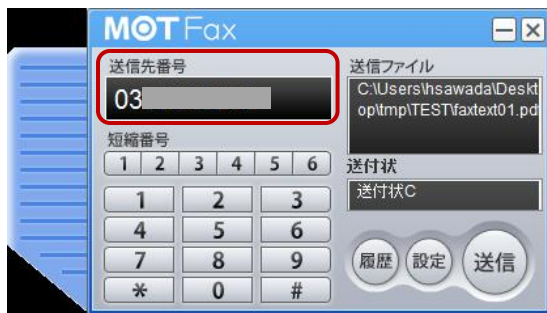 MOT Fax
送信先番号
03
短縮番号
1 2 3 4 5 6
1 2 3
4 5 6
7 8 9
* 0 #
送信ファイル
C:\Users\hsawada\Deskt
op\tmp\TEST\faxtext01.pd
送付状
送付状C
履歴 設定 送信